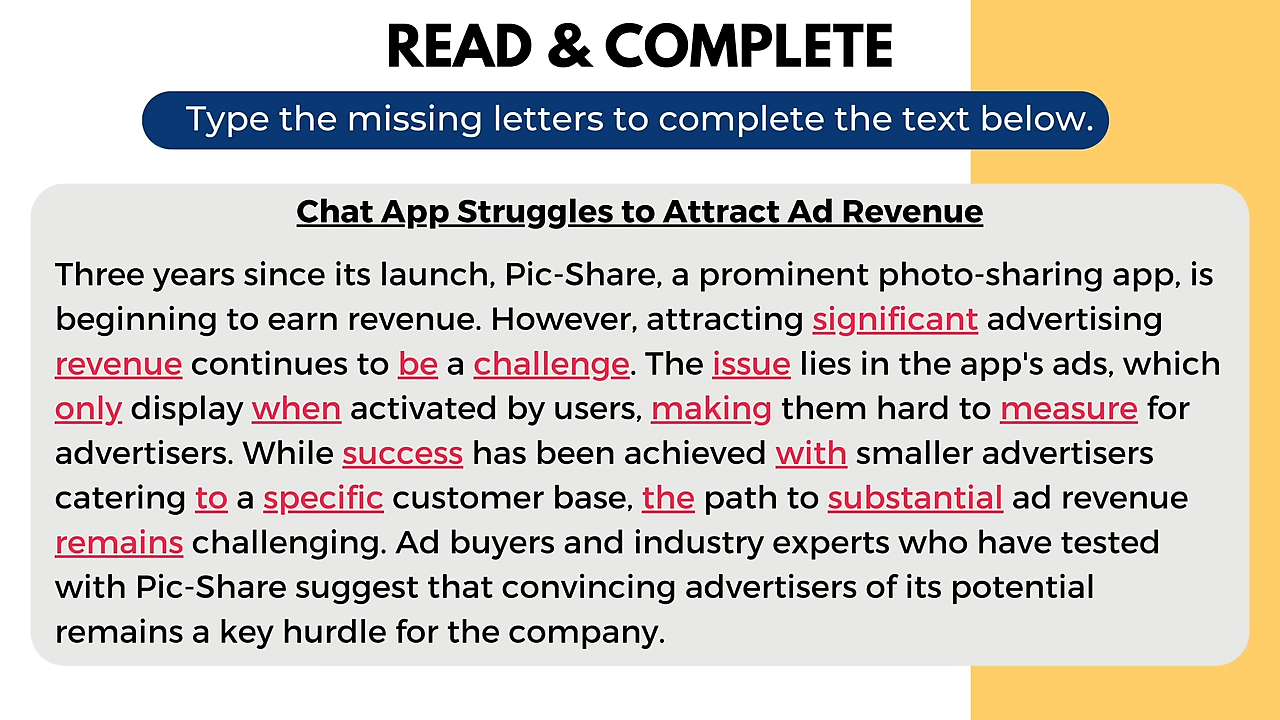 READ & COMPLETE
Type the missing letters to complete the text below.
Chat App Struggles to Attract Ad Revenue
Three years since its launch, Pic-Share, a prominent photo-sharing app, is
beginning to earn revenue. However, attracting significant advertising
revenue continues to be a challenge. The issue lies in the app's ads, which
only display when activated by users, making them hard to measure for
advertisers. While success has been achieved with smaller advertisers
catering to a specific customer base, the path to substantial ad revenue
remains challenging. Ad buyers and industry experts who have tested
with Pic-Share suggest that convincing advertisers of its potential
remains a key hurdle for the company.